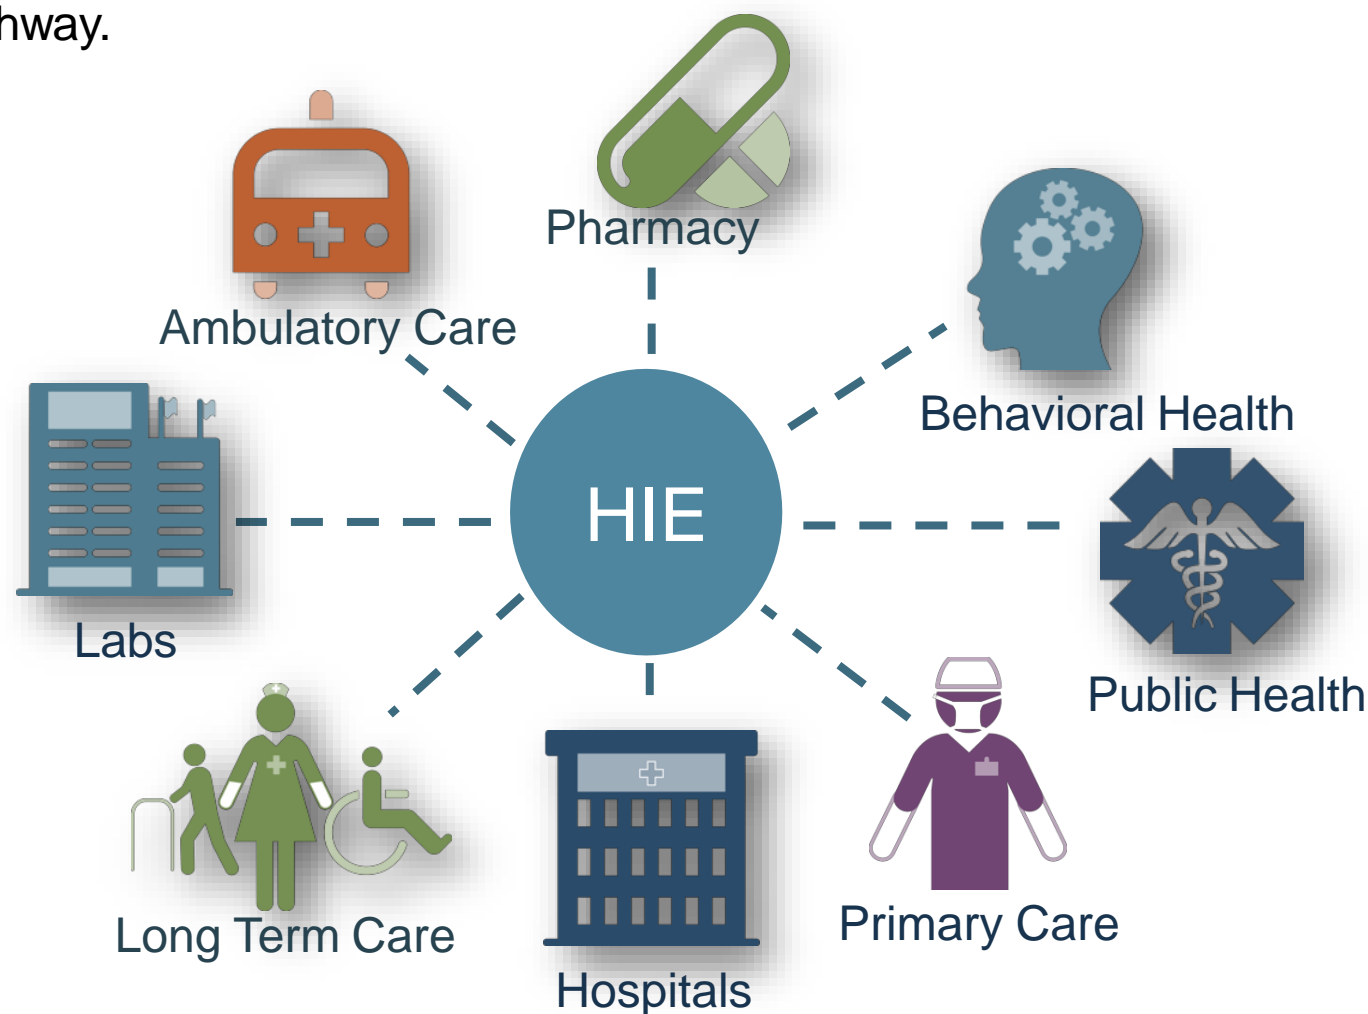 hway.
Pharmacy
Ambulatory Care
Behavioral Health
HIE
Labs
Public Health
Long Term Care
Primary Care
Hospitals